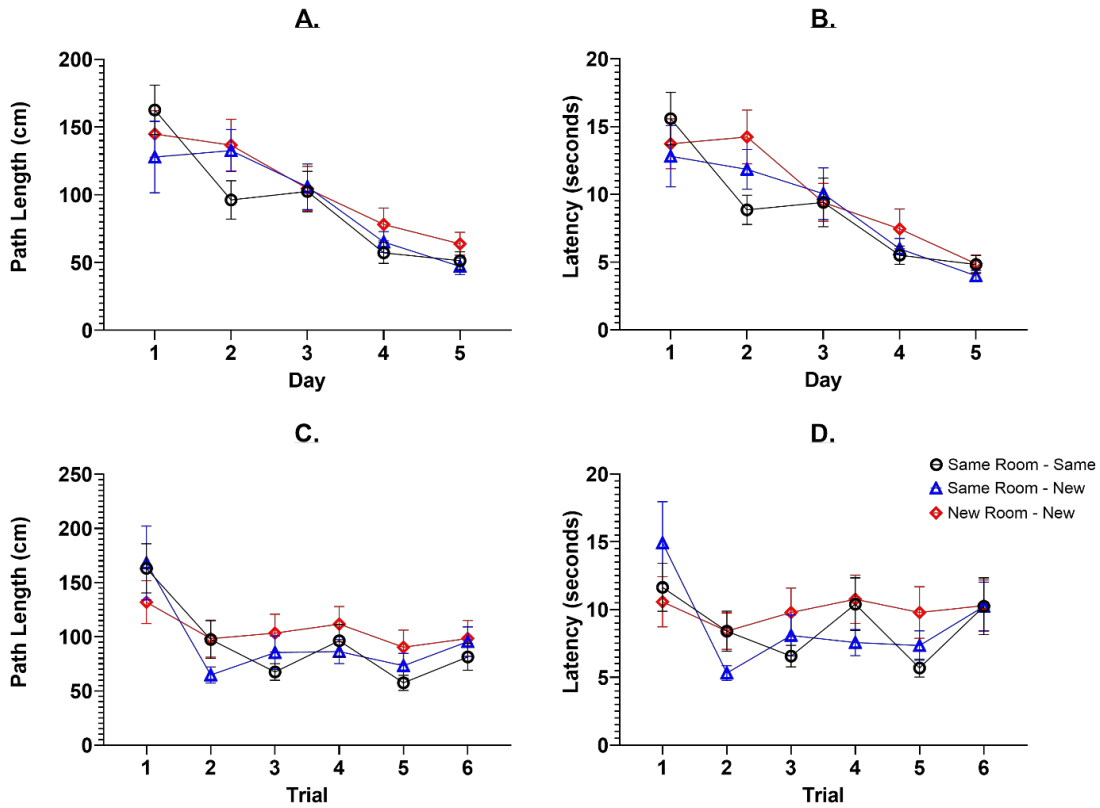 A.
Path Length (cm)
200
150
100
50
0
1 2 3 4 5
Day
B.
Latency (seconds)
20
15
10
5
0
1 2 3 4 5
Day
C.
Path Length (cm)
250
200
150
100
50
0
1 2 3 4 5 6
Trial
D.
Latency (seconds)
20
15
10
5
0
1 2 3 4 5 6
Trial
Same Room - Same
Same Room - New
New Room - New